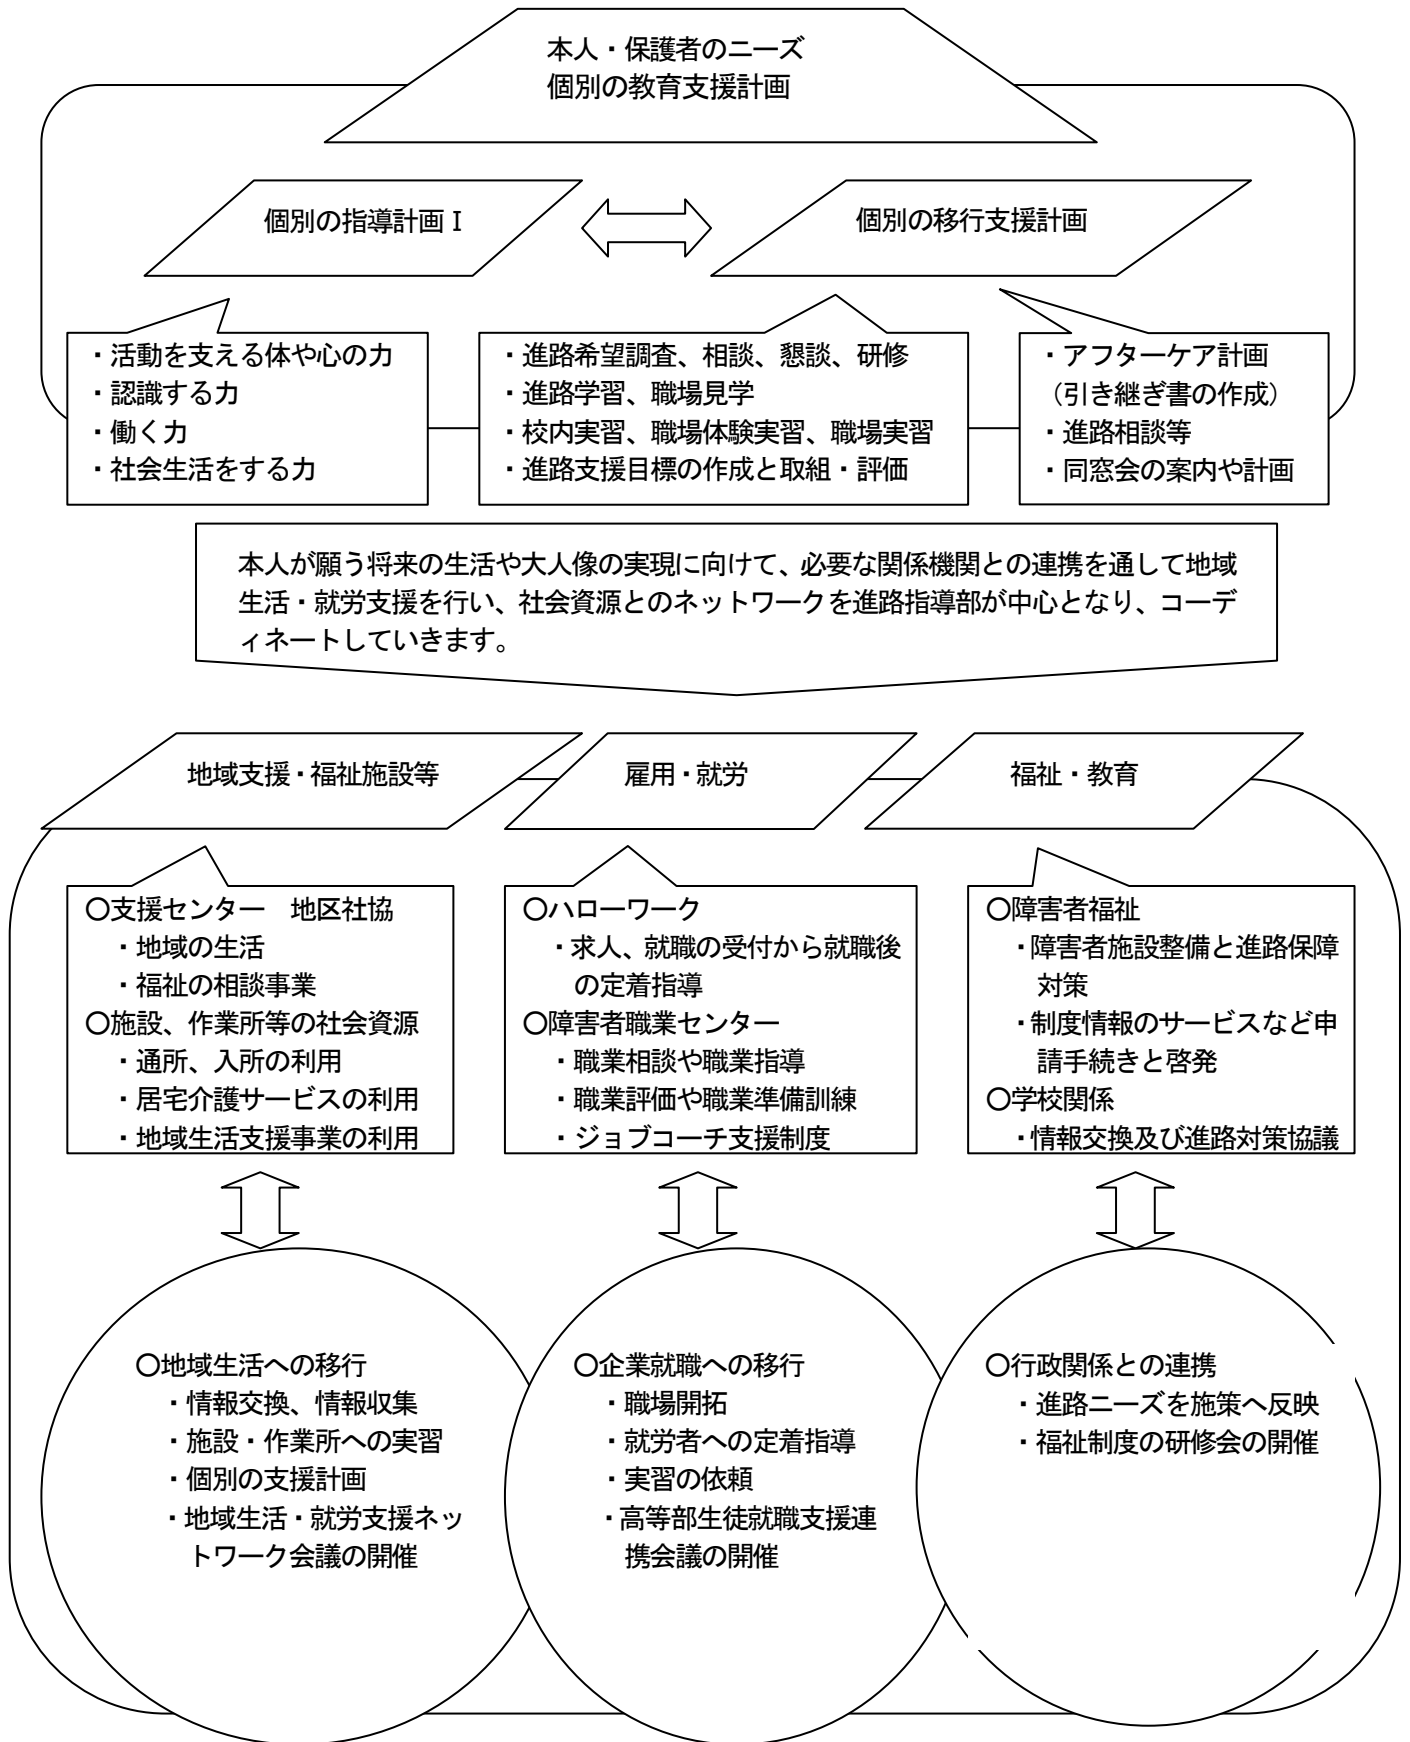 本人・保護者のニーズ
個別の教育支援計画
個別の指導計画Ⅰ
個別の移行支援計画
・活動を支える体や心の力
・認識する力
・働く力
・社会生活をする力
・進路希望調査、相談、懇談、研修
・進路学習、職場見学
・校内実習、職場体験実習、職場実習
・進路支援目標の作成と取組・評価
・アフターケア計画
（引き継ぎ書の作成）
・進路相談等
・同窓会の案内や計画
本人が願う将来の生活や大人像の実現に向けて、必要な関係機関との連携を通して地域
生活・就労支援を行い、社会資源とのネットワークを進路指導部が中心となり、コーデ
ィネートしていきます。
地域支援・福祉施設等
雇用・就労
福祉・教育
〇支援センター　地区社協
・地域の生活
・福祉の相談事業
〇施設、作業所等の社会資源
・通所、入所の利用
・居宅介護サービスの利用
・地域生活支援事業の利用
〇ハローワーク
・求人、就職の受付から就職後
の定着指導
〇障害者職業センター
・職業相談や職業指導
・職業評価や職業準備訓練
・ジョブコーチ支援制度
〇障害者福祉
・障害者施設整備と進路保障
対策
・制度情報のサービスなど申
請手続きと啓発
〇学校関係
・情報交換及び進路対策協議
〇地域生活への移行
・情報交換、情報収集
・施設・作業所への実習
・個別の支援計画
・地域生活・就労支援ネッ
トワーク会議の開催
〇企業就職への移行
・職場開拓
・就労者への定着指導
・実習の依頼
・高等部生徒就職支援連
携会議の開催
〇行政関係との連携
・進路ニーズを施策へ反映
・福祉制度の研修会の開催